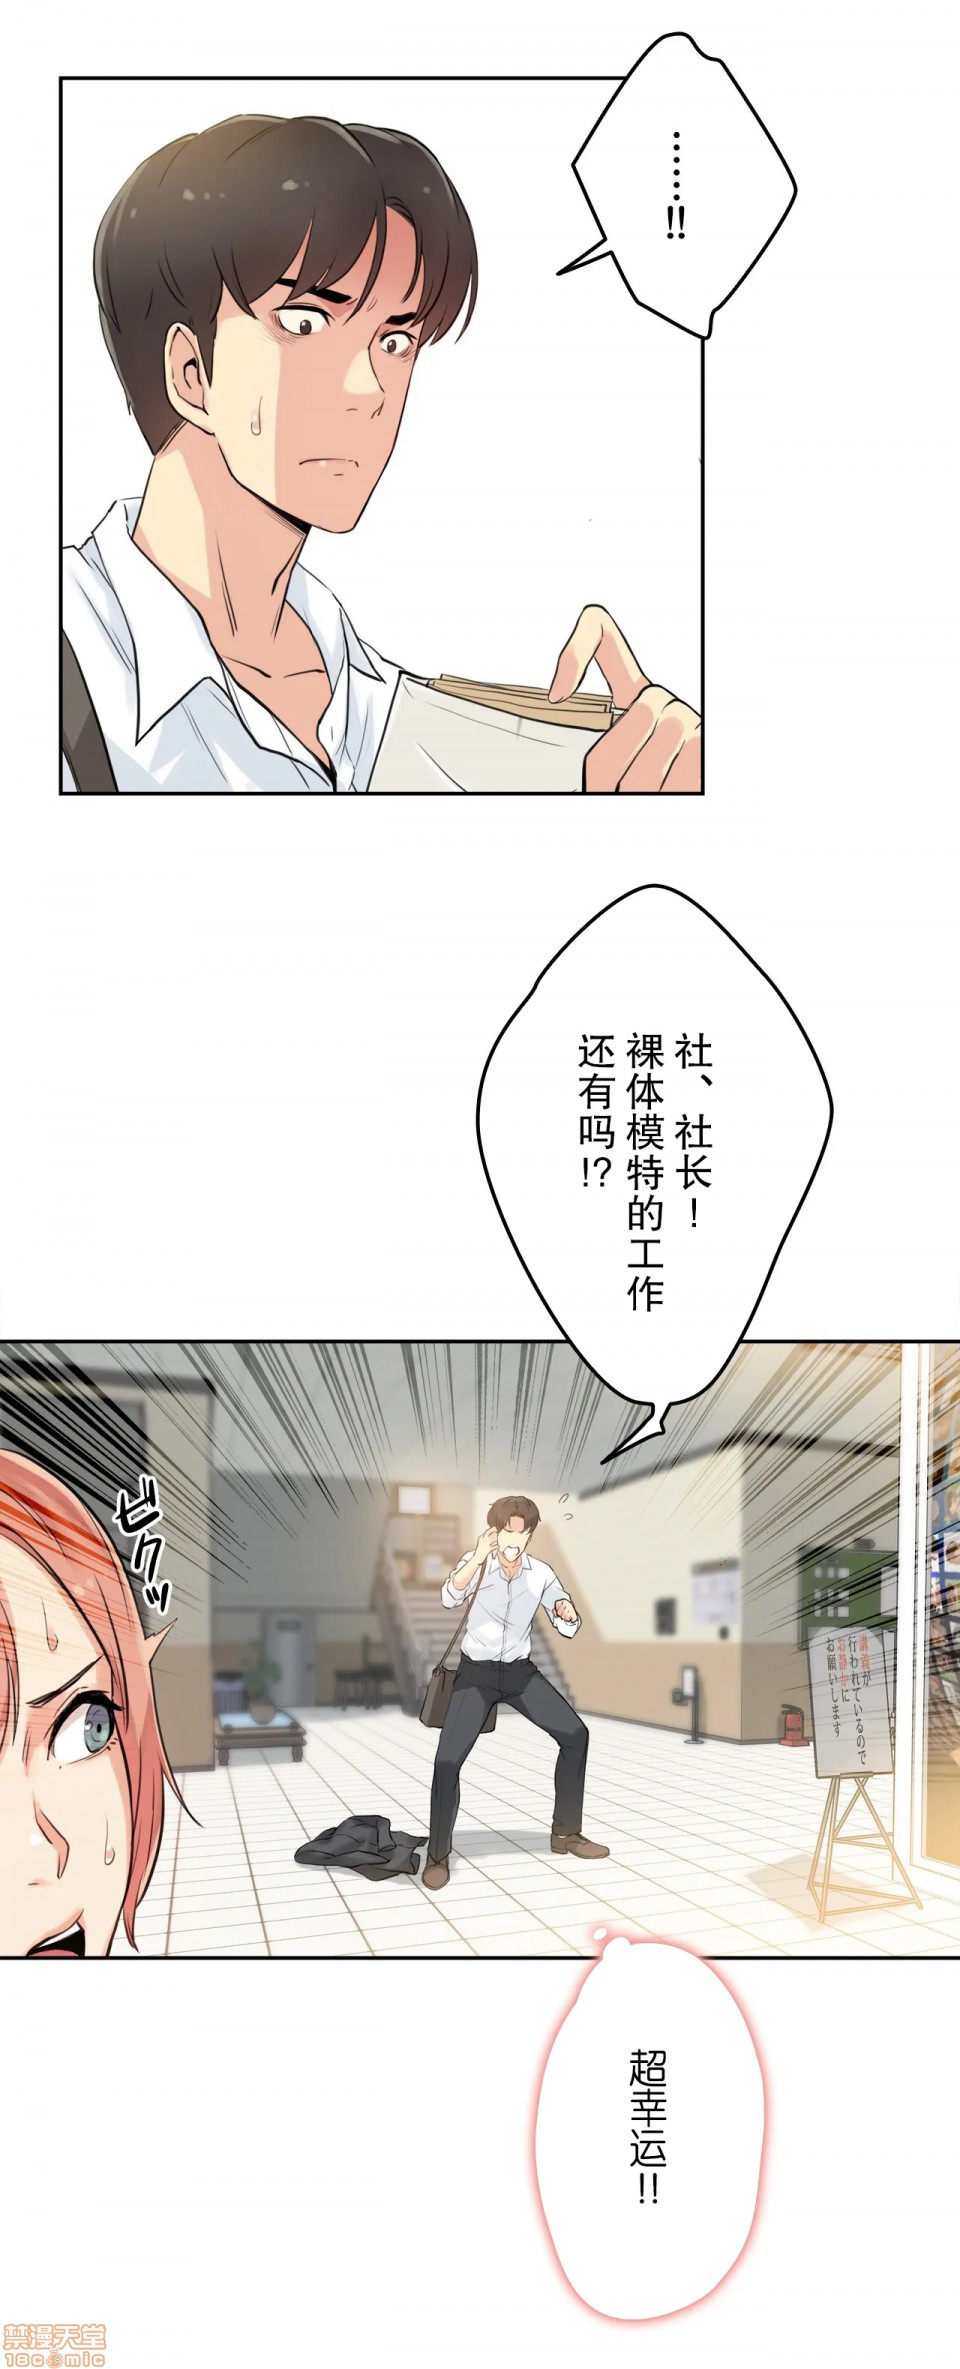 ……!!
社、社长！
裸体模特的工作
还有吗!?
ビクッ
講義が
行われているので
お静かに
お願いします
超幸运!!
禁漫天堂
18comic